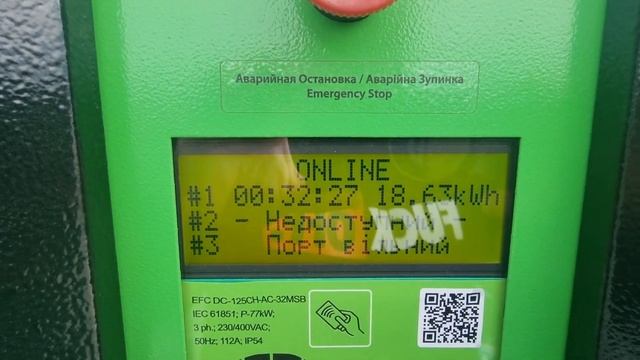 Аварийная Остановка / Аварійна Зупинка
Emergency Stop
ONLINE
#1 00:32:27 18.63kWh
#2 - Недоступний -
#3 Порт вільний
FUCK
EFC DC-125CH-AC-32MSB
IEC 61851; P-77kW;
3 ph.; 230/400VAC;
50Hz; 112A; IP54